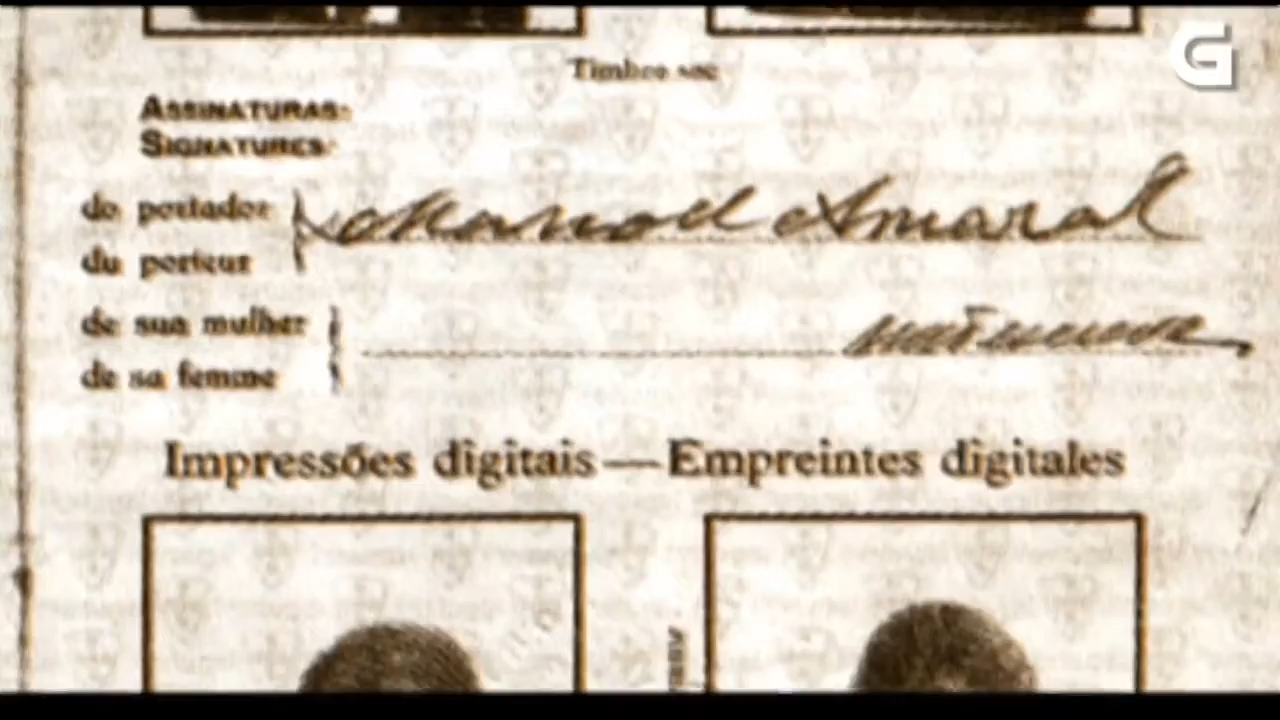 G
Timbre sec
ASSINATURAS:
SIGNATURES:
do portador
Manoel Amaral
du porteur
de sua mulher
de sa femme
Impressões digitais — Empreintes digitales